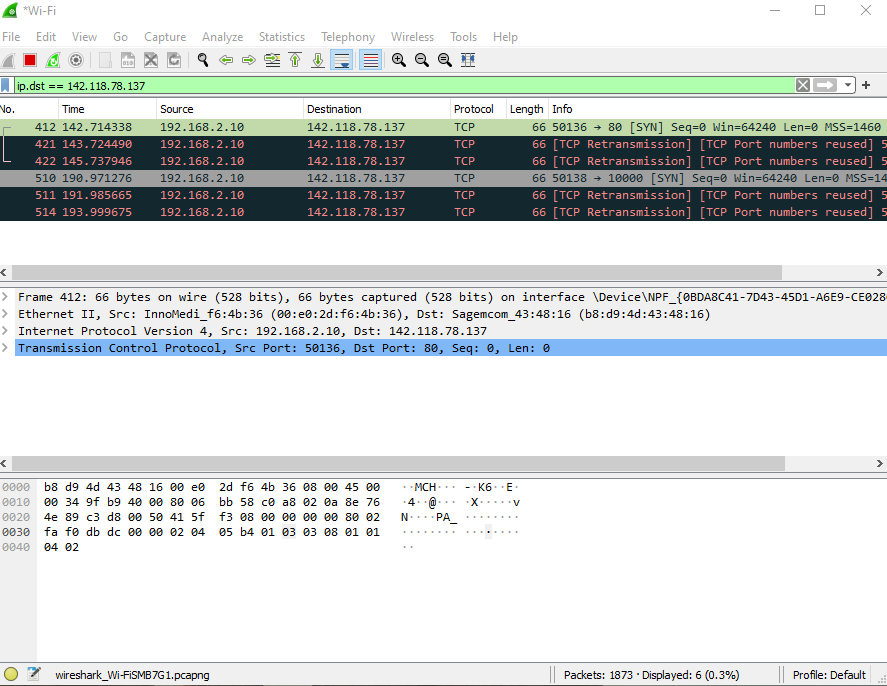 *Wi-Fi
File Edit View Go Capture Analyze Statistics Telephony Wireless Tools Help
ip.dst == 142.118.78.137
No. Time Source Destination Protocol Length Info
412 142.714338 192.168.2.10 142.118.78.137 TCP 66 50136 → 80 [SYN] Seq=0 Win=64240 Len=0 MSS=1460
421 143.724490 192.168.2.10 142.118.78.137 TCP 66 [TCP Retransmission] [TCP Port numbers reused] 5
422 145.737946 192.168.2.10 142.118.78.137 TCP 66 [TCP Retransmission] [TCP Port numbers reused] 5
510 190.971276 192.168.2.10 142.118.78.137 TCP 66 50138 → 10000 [SYN] Seq=0 Win=64240 Len=0 MSS=14
511 191.985665 192.168.2.10 142.118.78.137 TCP 66 [TCP Retransmission] [TCP Port numbers reused] 5
514 193.999675 192.168.2.10 142.118.78.137 TCP 66 [TCP Retransmission] [TCP Port numbers reused] 5
Frame 412: 66 bytes on wire (528 bits), 66 bytes captured (528 bits) on interface \Device\NPF_{0BDA8C41-7D43-45D1-A6E9-CE028
Ethernet II, Src: InnoMedi_f6:4b:36 (00:e0:2d:f6:4b:36), Dst: Sagemcom_43:48:16 (b8:d9:4d:43:48:16)
Internet Protocol Version 4, Src: 192.168.2.10, Dst: 142.118.78.137
Transmission Control Protocol, Src Port: 50136, Dst Port: 80, Seq: 0, Len: 0
0000 b8 d9 4d 43 48 16 00 e0 2d f6 4b 36 08 00 45 00 ··MCH··· -·K6··E·
0010 00 34 9f b9 40 00 80 06 bb 58 c0 a8 02 0a 8e 76 ·4··@··· ·X·····v
0020 4e 89 c3 d8 00 50 41 5f f3 08 00 00 00 00 80 02 N····PA_ ········
0030 fa f0 db dc 00 00 02 04 05 b4 01 03 03 08 01 01 ········ ········
0040 04 02 ··
wireshark_Wi-FiSMB7G1.pcapng Packets: 1873 · Displayed: 6 (0.3%) Profile: Default